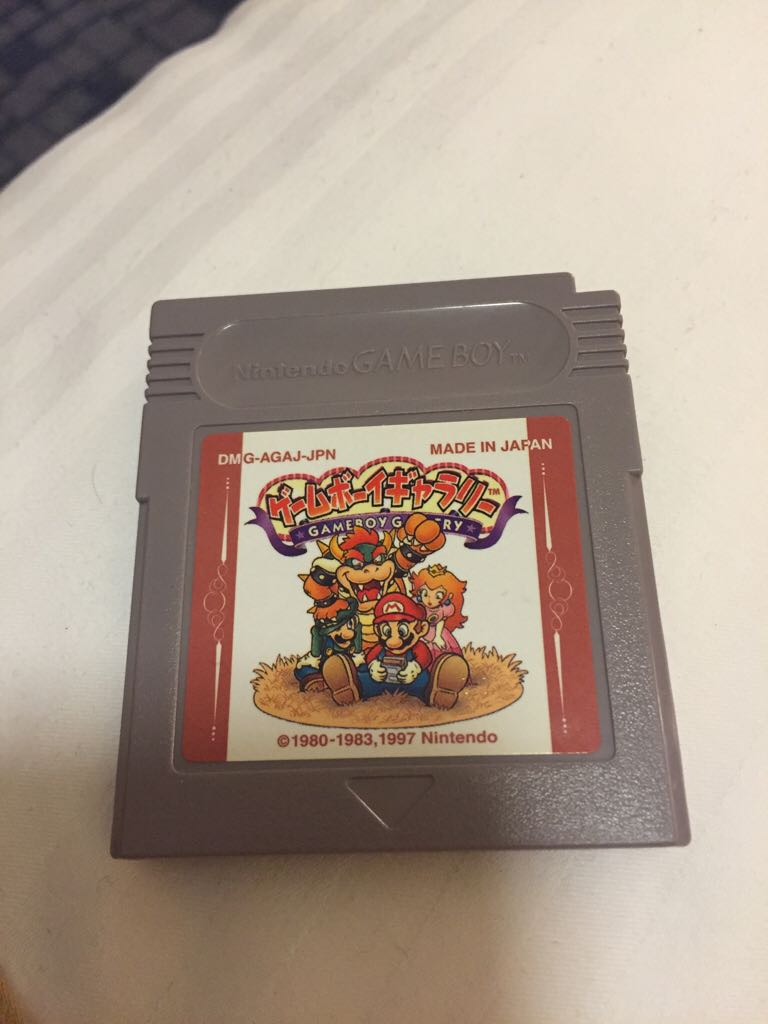 Nintendo GAME BOY TM
DMG-AGAJ-JPN
MADE IN JAPAN
ゲームボーイギャラリー TM
GAMEBOY
©1980-1983,1997 Nintendo
M